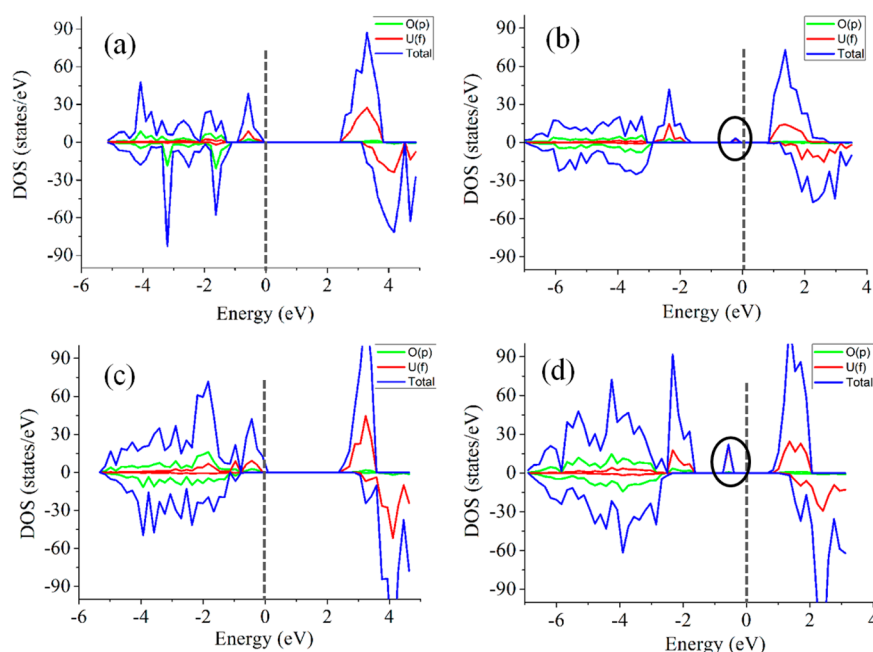 (a)
O(p)
U(f)
Total
DOS (states/eV)
90
60
30
0
-30
-60
-90
-6
-4
-2
0
2
4
Energy (eV)
(b)
O(p)
U(f)
Total
DOS (states/eV)
90
60
30
0
-30
-60
-90
-6
-4
-2
0
2
4
Energy (eV)
(c)
O(p)
U(f)
Total
DOS (states/eV)
90
60
30
0
-30
-60
-90
-6
-4
-2
0
2
4
Energy (eV)
(d)
O(p)
U(f)
Total
DOS (states/eV)
90
60
30
0
-30
-60
-90
-6
-4
-2
0
2
4
Energy (eV)